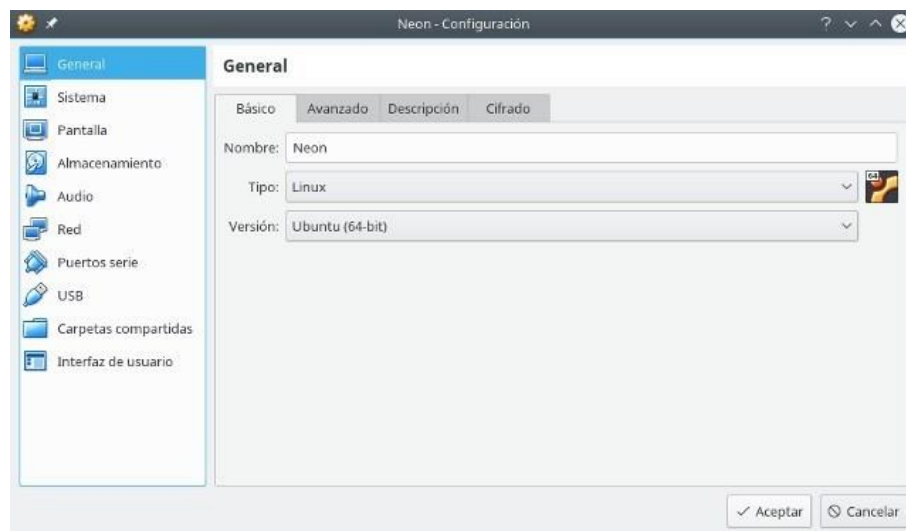 Neon - Configuración
General
Sistema
Pantalla
Almacenamiento
Audio
Red
Puertos serie
USB
Carpetas compartidas
Interfaz de usuario
General
Básico Avanzado Descripción Cifrado
Nombre: Neon
Tipo: Linux
64
Versión: Ubuntu (64-bit)
Aceptar Cancelar